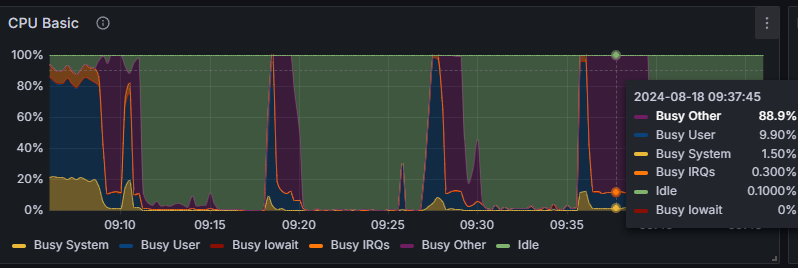 CPU Basic
100%
80%
60%
40%
20%
0%
09:10 09:15 09:20 09:25 09:30 09:35
2024-08-18 09:37:45
Busy Other 88.9%
Busy User 9.90%
Busy System 1.50%
Busy IRQs 0.300%
Idle 0.1000%
Busy Iowait 0%
Busy System Busy User Busy Iowait Busy IRQs Busy Other Idle